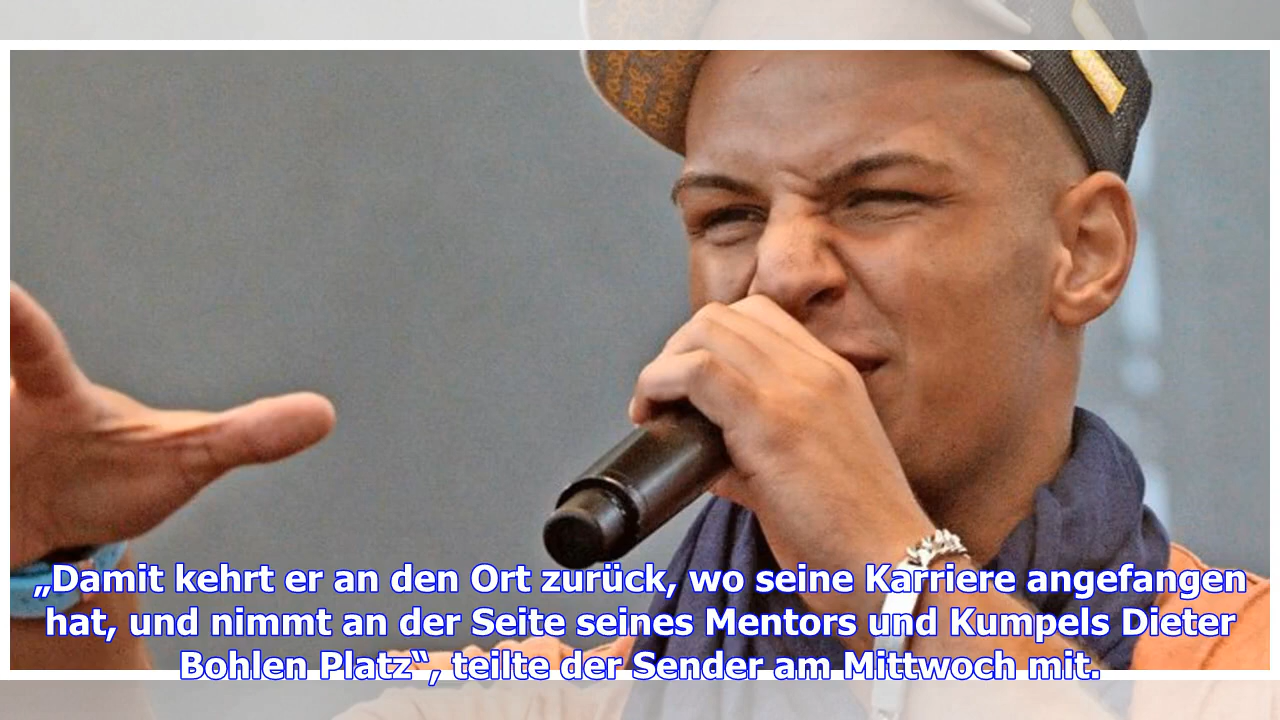 „Damit kehrt er an den Ort zurück, wo seine Karriere angefangen
hat, und nimmt an der Seite seines Mentors und Kumpels Dieter
Bohlen Platz“, teilte der Sender am Mittwoch mit.